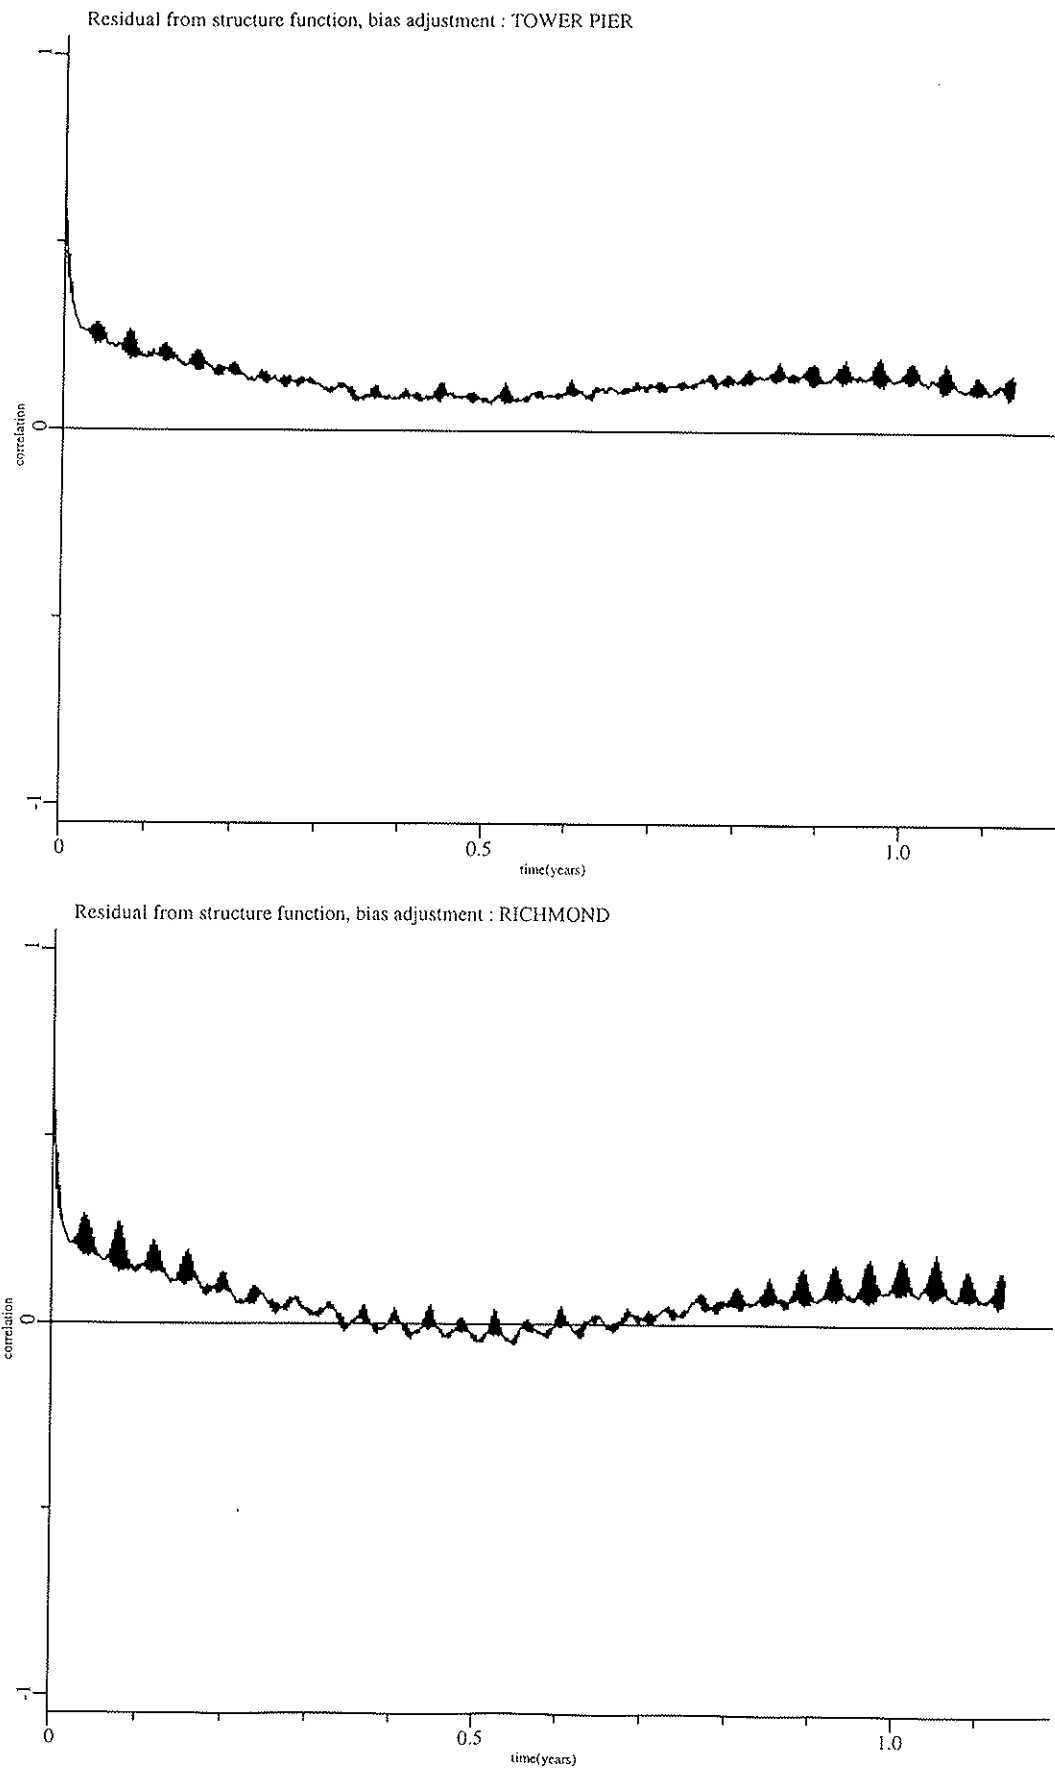 Residual from structure function, bias adjustment : TOWER PIER
1
0
-1
correlation
0
0.5
1.0
time(years)
Residual from structure function, bias adjustment : RICHMOND
1
0
-1
correlation
0
0.5
1.0
time(years)